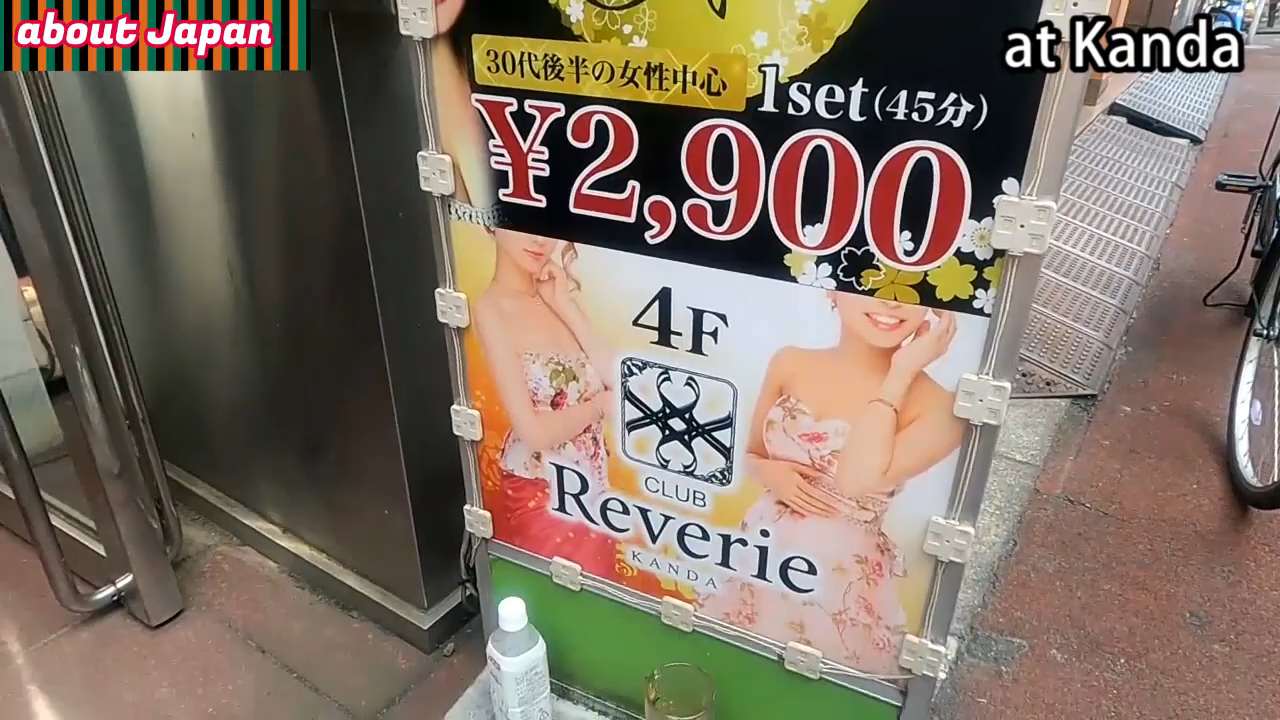 about Japan
at Kanda
30代後半の女性中心
1set(45分)
¥2,900
4F
CLUB
Reverie
KANDA